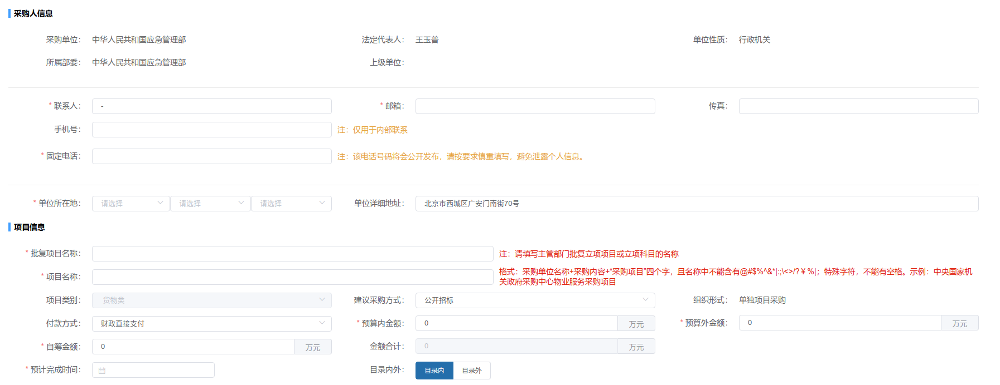 采购人信息
采购单位： 中华人民共和国应急管理部 法定代表人： 王玉普 单位性质： 行政机关
所属部委： 中华人民共和国应急管理部 上级单位：
* 联系人： - * 邮箱： 传真：
手机号： 注：仅用于内部联系
* 固定电话： 注：该电话号码将会公开发布，请按要求慎重填写，避免泄露个人信息。
* 单位所在地： 请选择 请选择 请选择 单位详细地址： 北京市西城区广安门南街70号
项目信息
* 批复项目名称： 注：请填写主管部门批复立项项目或立项科目的名称
* 项目名称： 格式：采购单位名称+采购内容+“采购项目”四个字，且名称中不能含有@#$%^&*|:;\<>/?￥%|；特殊字符，不能有空格。示例：中央国家机
关政府采购中心物业服务采购项目
项目类别： 货物类 建议采购方式： 公开招标 组织形式： 单独项目采购
付款方式： 财政直接支付 * 预算内金额： 0 万元 * 预算外金额： 0 万元
* 自筹金额： 0 万元 金额合计： 0 万元
* 预计完成时间： 目录内外： 目录内 目录外